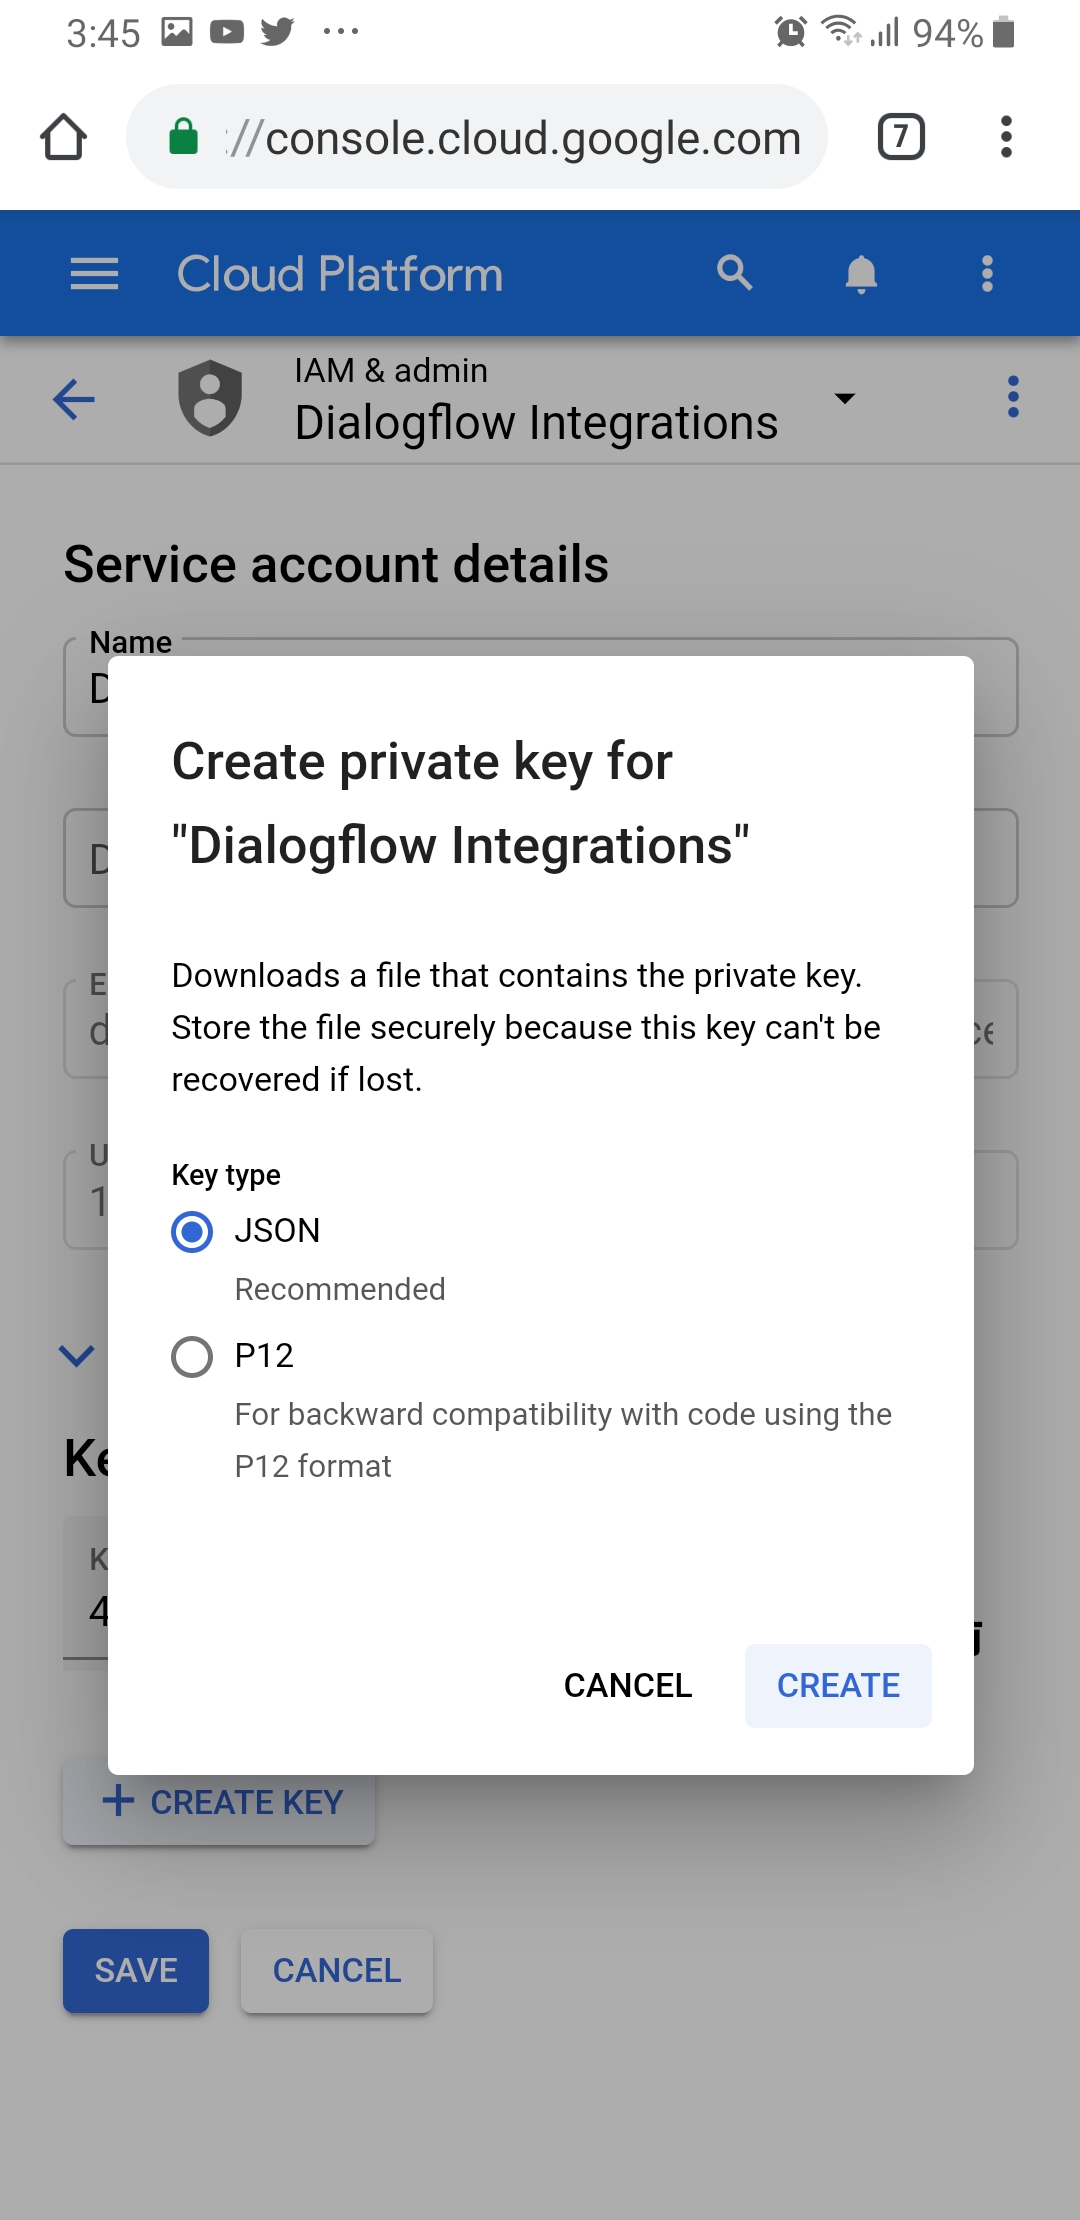 3:45
94%
://console.cloud.google.com
7
Cloud Platform
IAM & admin
Dialogflow Integrations
Service account details
Name
Create private key for
"Dialogflow Integrations"
Downloads a file that contains the private key.
Store the file securely because this key can't be
recovered if lost.
Key type
JSON
Recommended
P12
For backward compatibility with code using the
P12 format
CANCEL
CREATE
CREATE KEY
SAVE
CANCEL